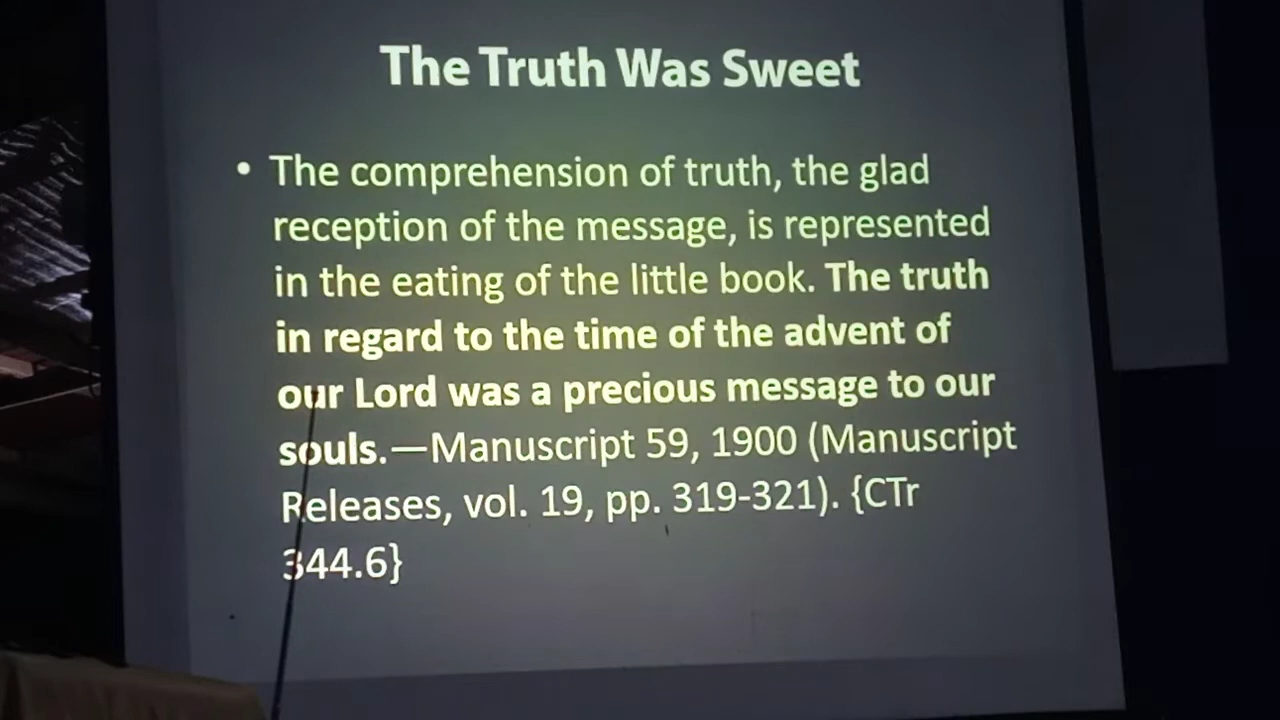 The Truth Was Sweet
• The comprehension of truth, the glad
reception of the message, is represented
in the eating of the little book. The truth
in regard to the time of the advent of
our Lord was a precious message to our
souls.—Manuscript 59, 1900 (Manuscript
Releases, vol. 19, pp. 319-321). {CTr
344.6}